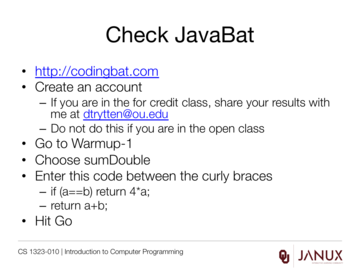 Check JavaBat
• http://codingbat.com
• Create an account
– If you are in the for credit class, share your results with
me at dtrytten@ou.edu
– Do not do this if you are in the open class
• Go to Warmup-1
• Choose sumDouble
• Enter this code between the curly braces
– if (a==b) return 4*a;
– return a+b;
• Hit Go
CS 1323-010 | Introduction to Computer Programming
JANUX